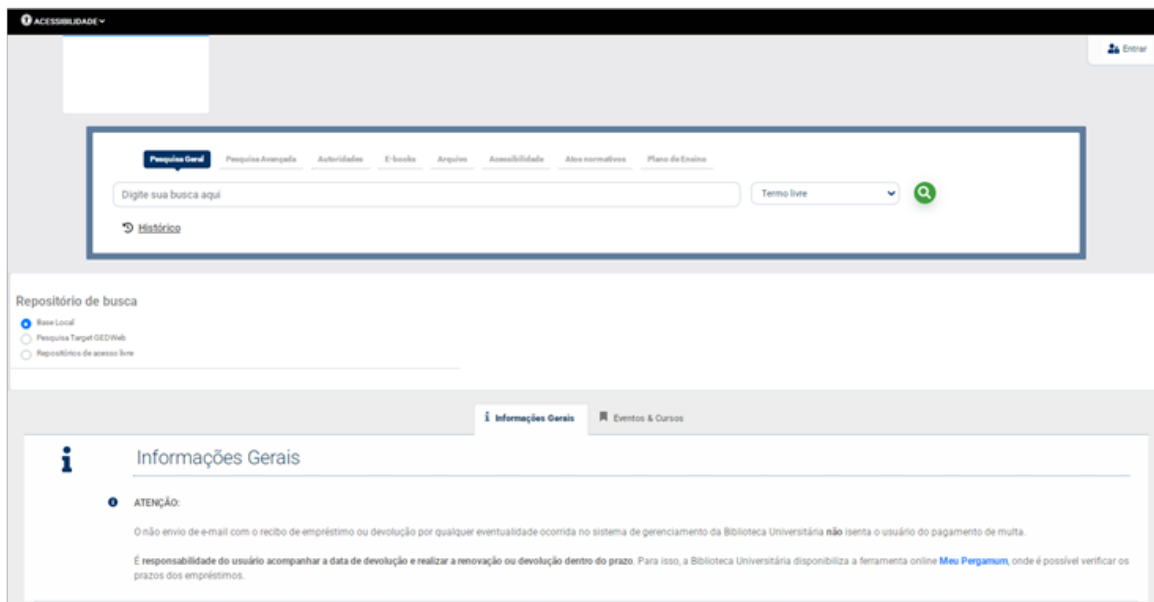 ACESSIBILIDADE
Entrar
Pesquisa Geral Pesquisa Avançada Autoridades E-books Arquivo Acessibilidade Atos normativos Plano de Ensino
Digite sua busca aqui Termo livre
Histórico
Repositório de busca
Base Local
Pesquisa Target GEDWeb
Repositórios de acesso livre
Informações Gerais Eventos & Cursos
Informações Gerais
ATENÇÃO:
O não envio de e-mail com o recibo de empréstimo ou devolução por qualquer eventualidade ocorrida no sistema de gerenciamento da Biblioteca Universitária não isenta o usuário do pagamento de multa.
É responsabilidade do usuário acompanhar a data de devolução e realizar a renovação ou devolução dentro do prazo. Para isso, a Biblioteca Universitária disponibiliza a ferramenta online Meu Pergamum, onde é possível verificar os
prazos dos empréstimos.